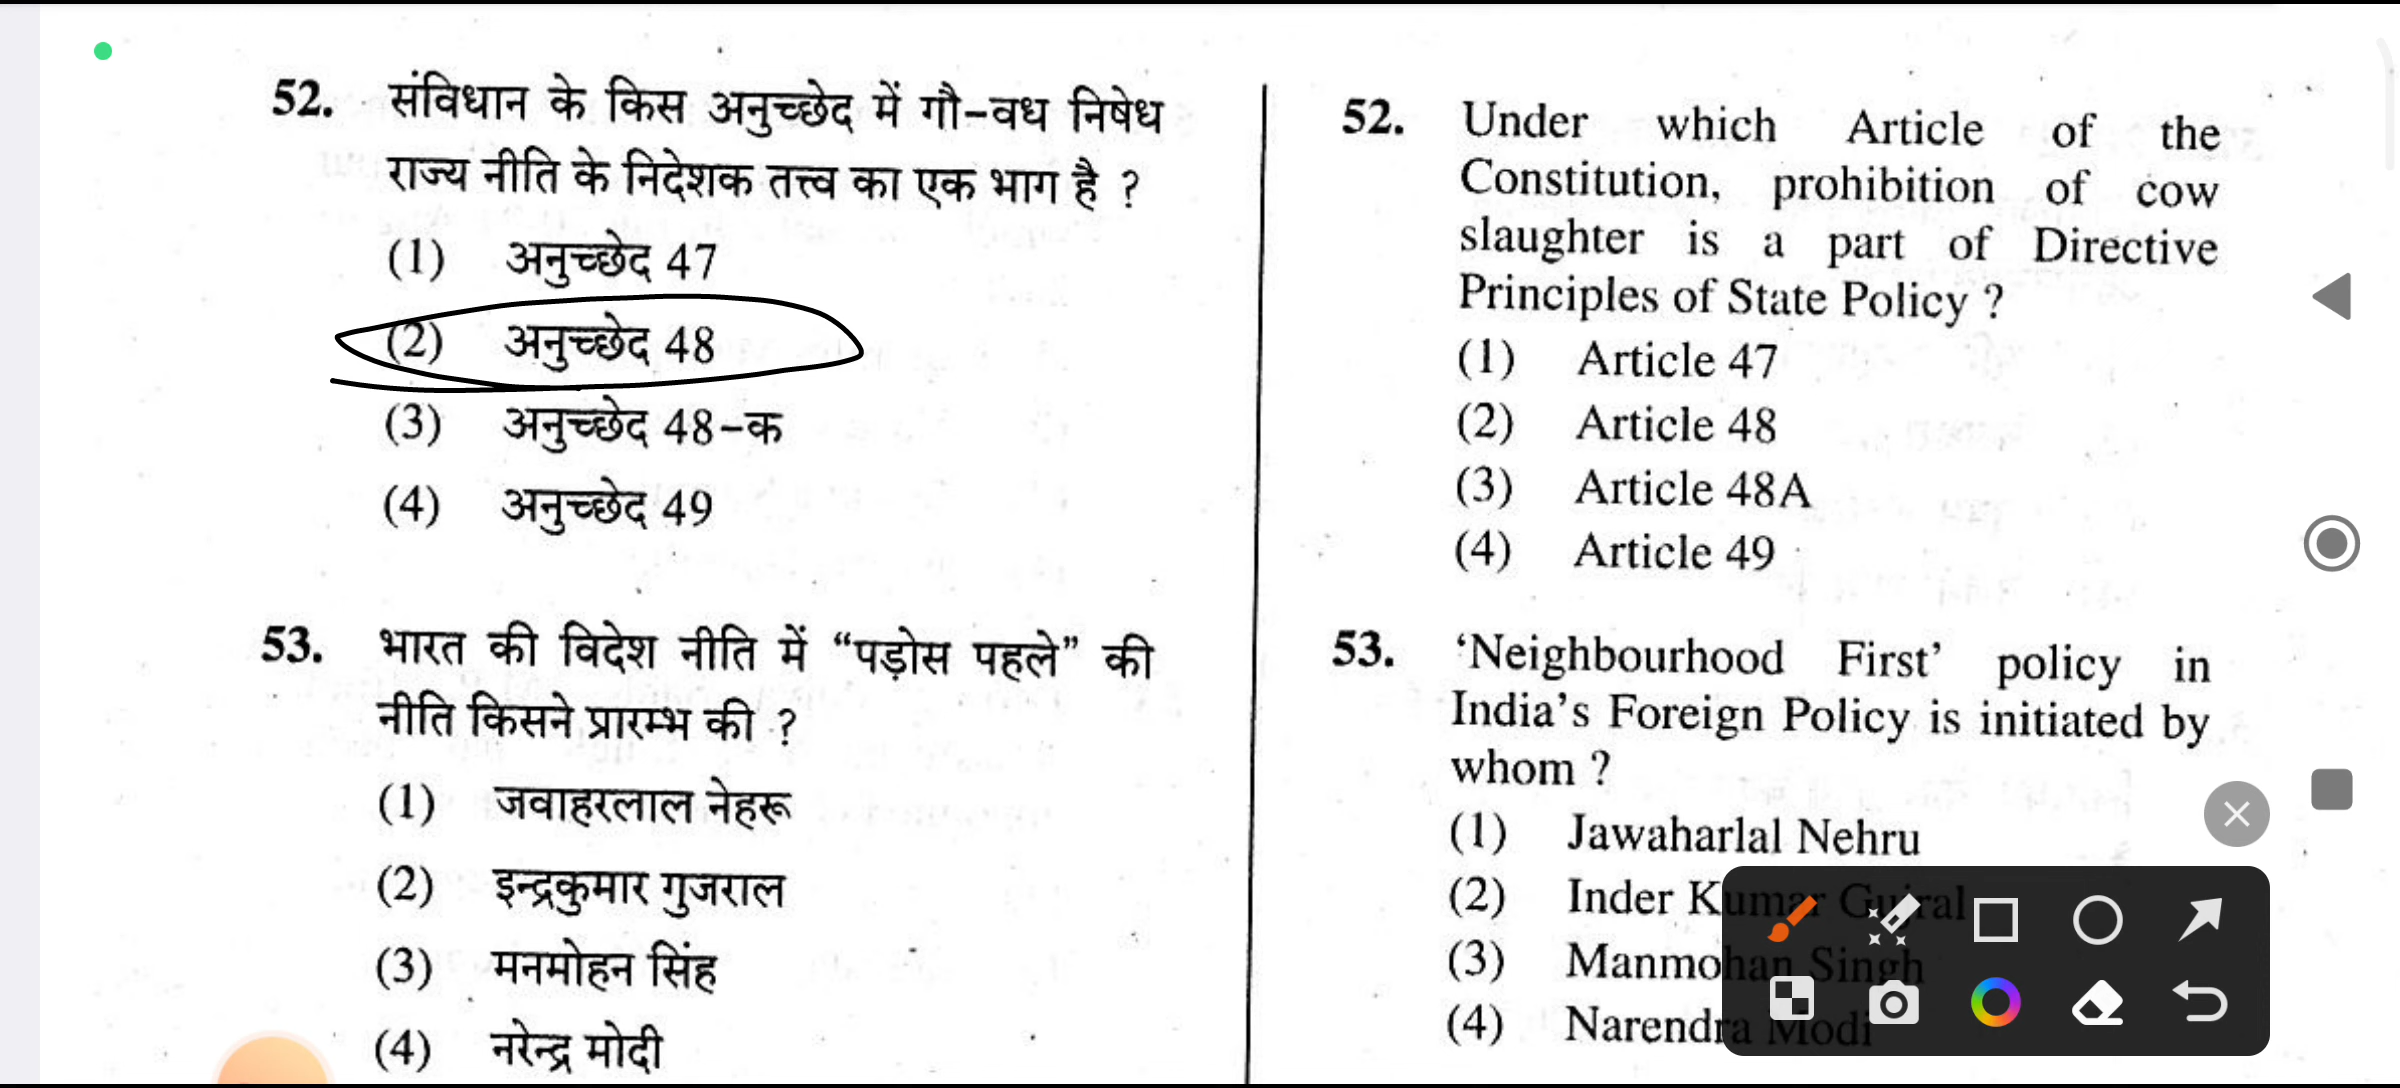 52. संविधान के किस अनुच्छेद में गौ-वध निषेध
राज्य नीति के निदेशक तत्त्व का एक भाग है ?
(1) अनुच्छेद 47
(2) अनुच्छेद 48
(3) अनुच्छेद 48-क
(4) अनुच्छेद 49
53. भारत की विदेश नीति में “पड़ोस पहले” की
नीति किसने प्रारम्भ की ?
(1) जवाहरलाल नेहरू
(2) इन्द्रकुमार गुजराल
(3) मनमोहन सिंह
(4) नरेन्द्र मोदी
52. Under which Article of the
Constitution, prohibition of cow
slaughter is a part of Directive
Principles of State Policy ?
(1) Article 47
(2) Article 48
(3) Article 48A
(4) Article 49
53. ‘Neighbourhood First’ policy in
India’s Foreign Policy is initiated by
whom ?
(1) Jawaharlal Nehru
(2) Inder Kumar Gujral
(3) Manmohan Singh
(4) Narendra Modi